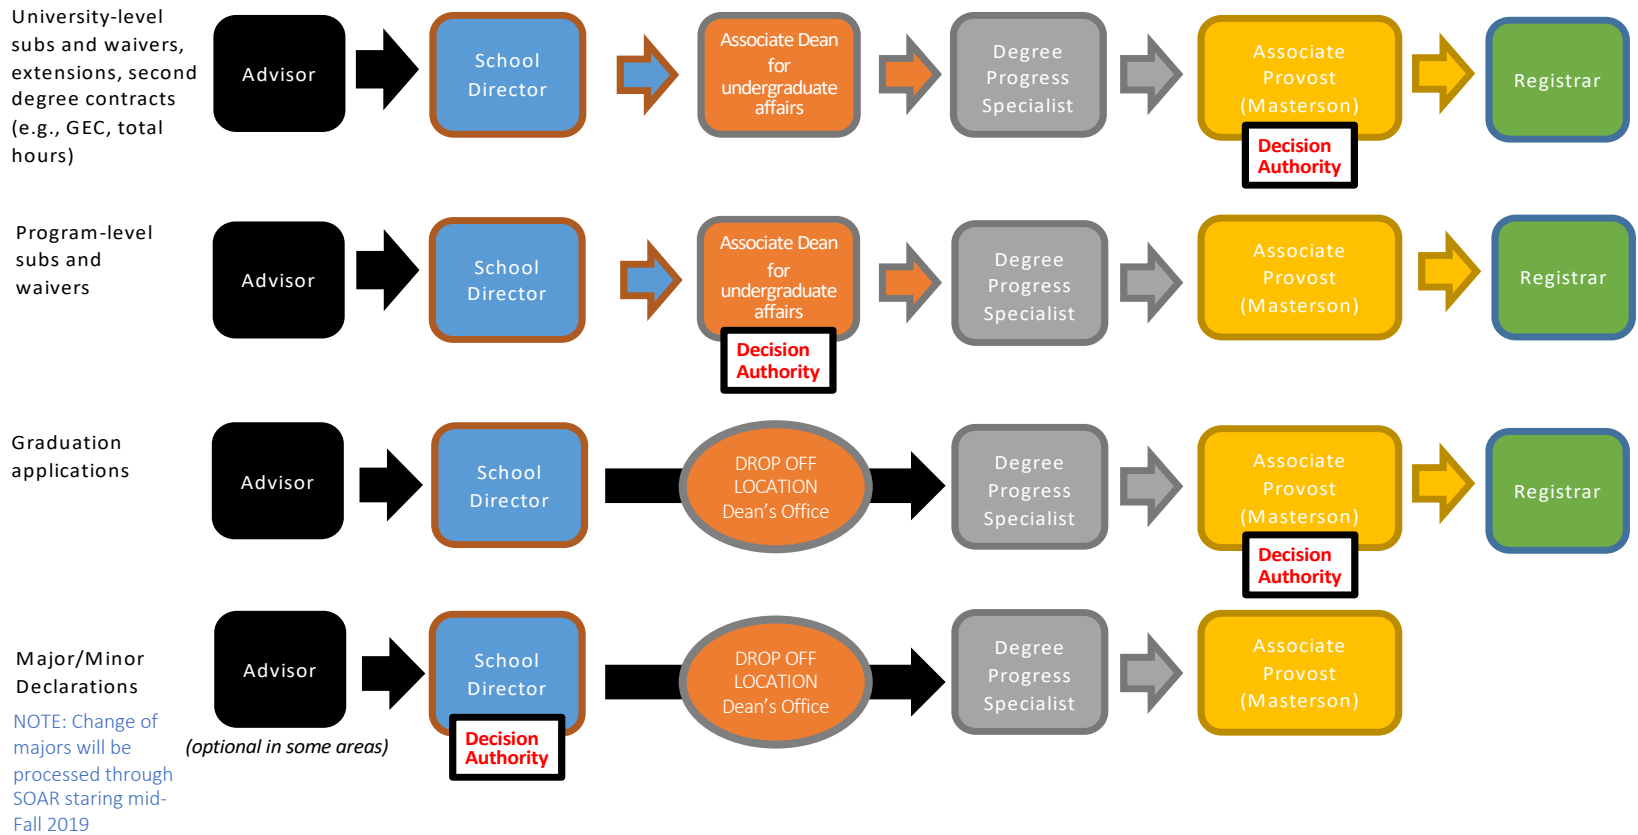 University-level
subs and waivers,
extensions, second
degree contracts
(e.g., GEC, total
hours)
Advisor
School
Director
Associate Dean
for
undergraduate
affairs
Degree
Progress
Specialist
Associate
Provost
(Masterson)
Decision
Authority
Registrar
Program-level
subs and
waivers
Advisor
School
Director
Associate Dean
for
undergraduate
affairs
Decision
Authority
Degree
Progress
Specialist
Associate
Provost
(Masterson)
Registrar
Graduation
applications
Advisor
School
Director
DROP OFF
LOCATION
Dean’s Office
Degree
Progress
Specialist
Associate
Provost
(Masterson)
Decision
Authority
Registrar
Major/Minor
Declarations
NOTE: Change of
majors will be
processed through
SOAR staring mid-
Fall 2019
Advisor
(optional in some areas)
School
Director
Decision
Authority
DROP OFF
LOCATION
Dean’s Office
Degree
Progress
Specialist
Associate
Provost
(Masterson)